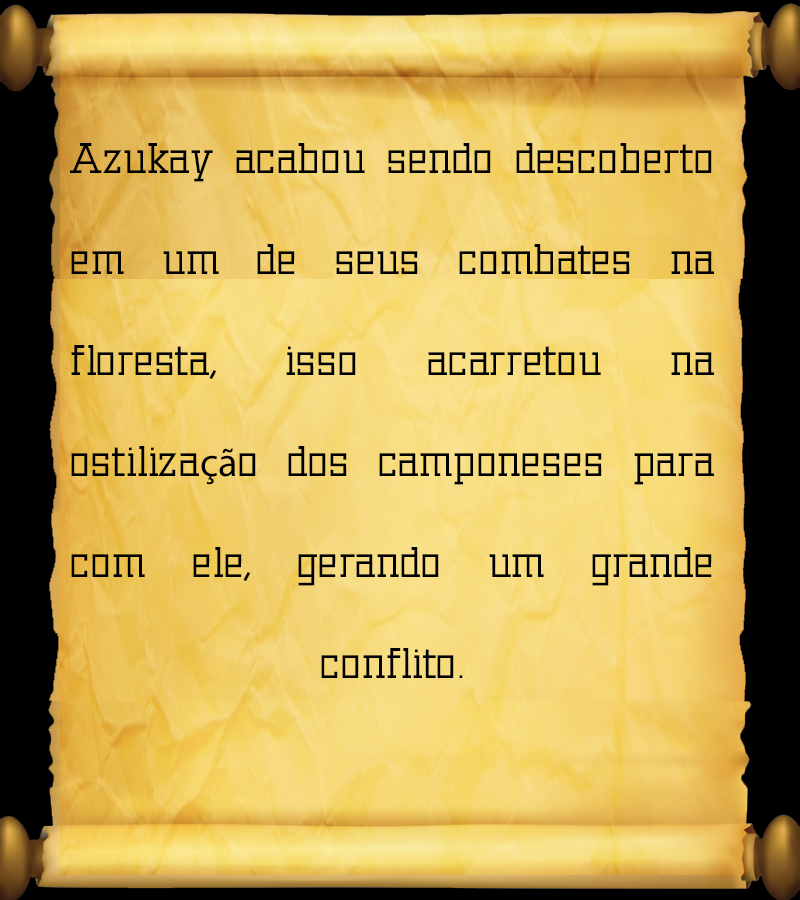 Azukay acabou sendo descoberto
em um de seus combates na
floresta, isso acarretou na
ostilização dos camponeses para
com ele, gerando um grande
conflito.